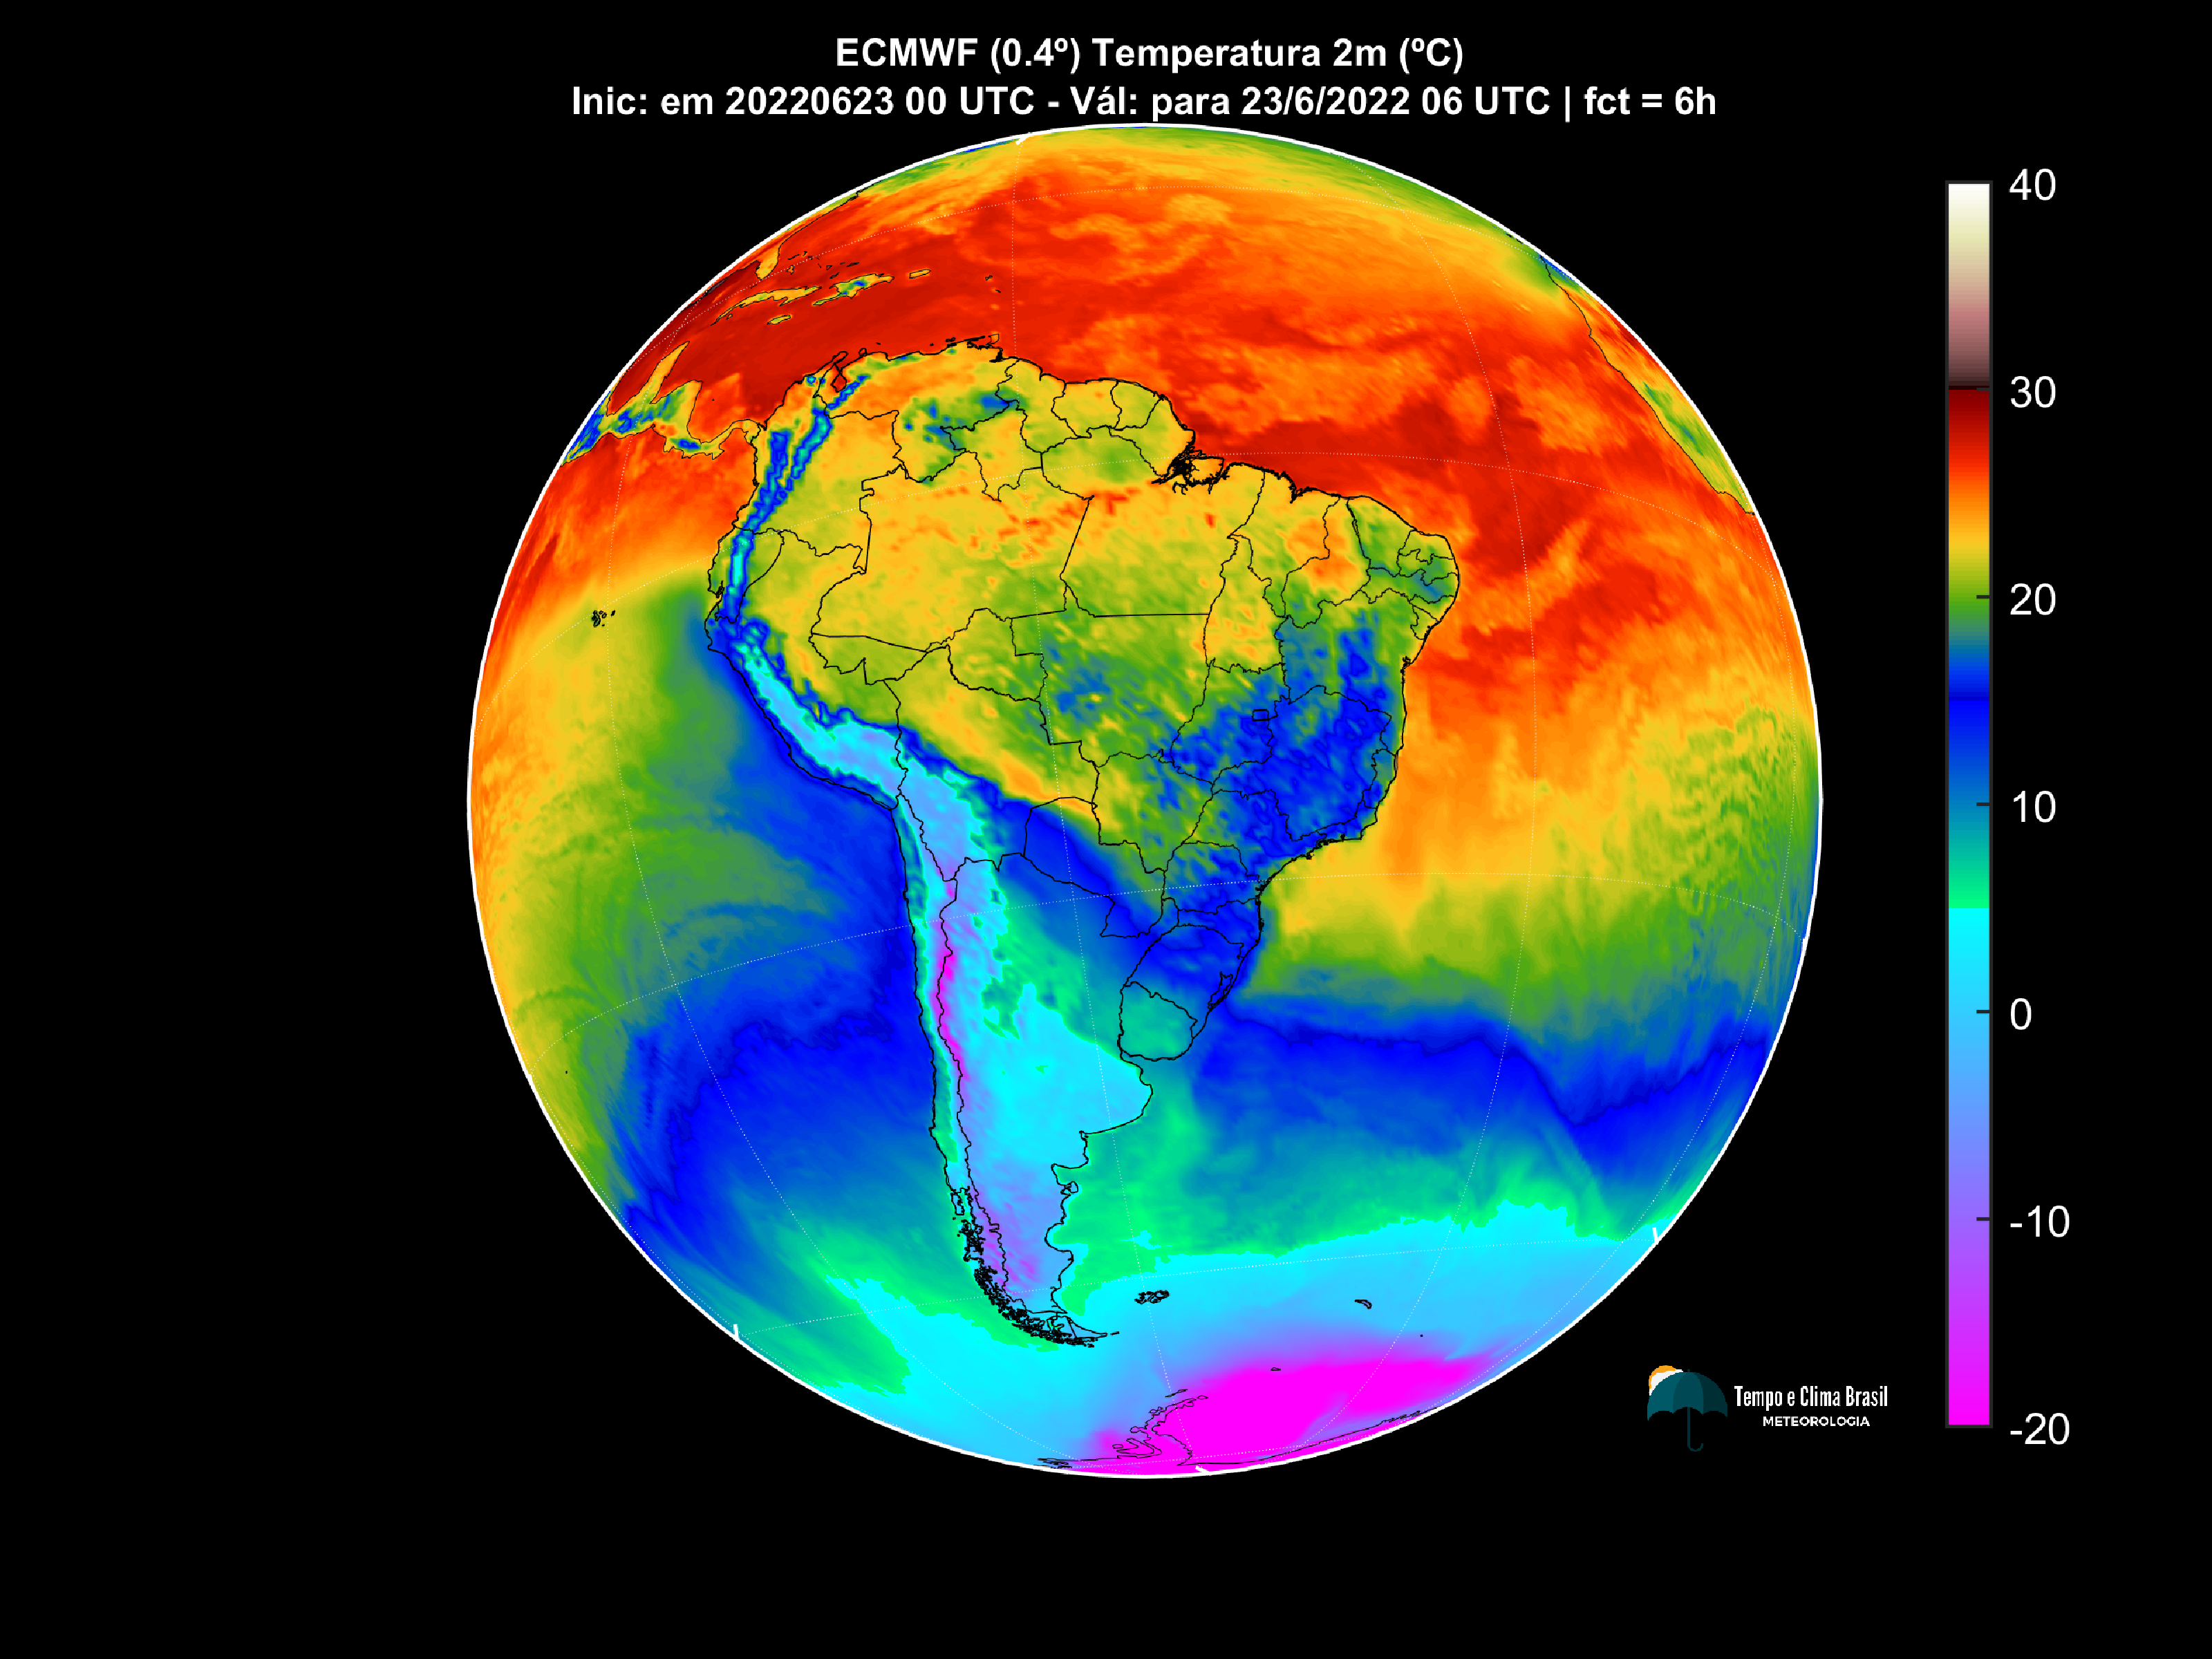 ECMWF (0.4º) Temperatura 2m (ºC)
Inic: em 20220623 00 UTC - Vál: para 23/6/2022 06 UTC | fct = 6h
40
30
20
10
0
-10
-20
Tempo e Clima Brasil
METEOROLOGIA